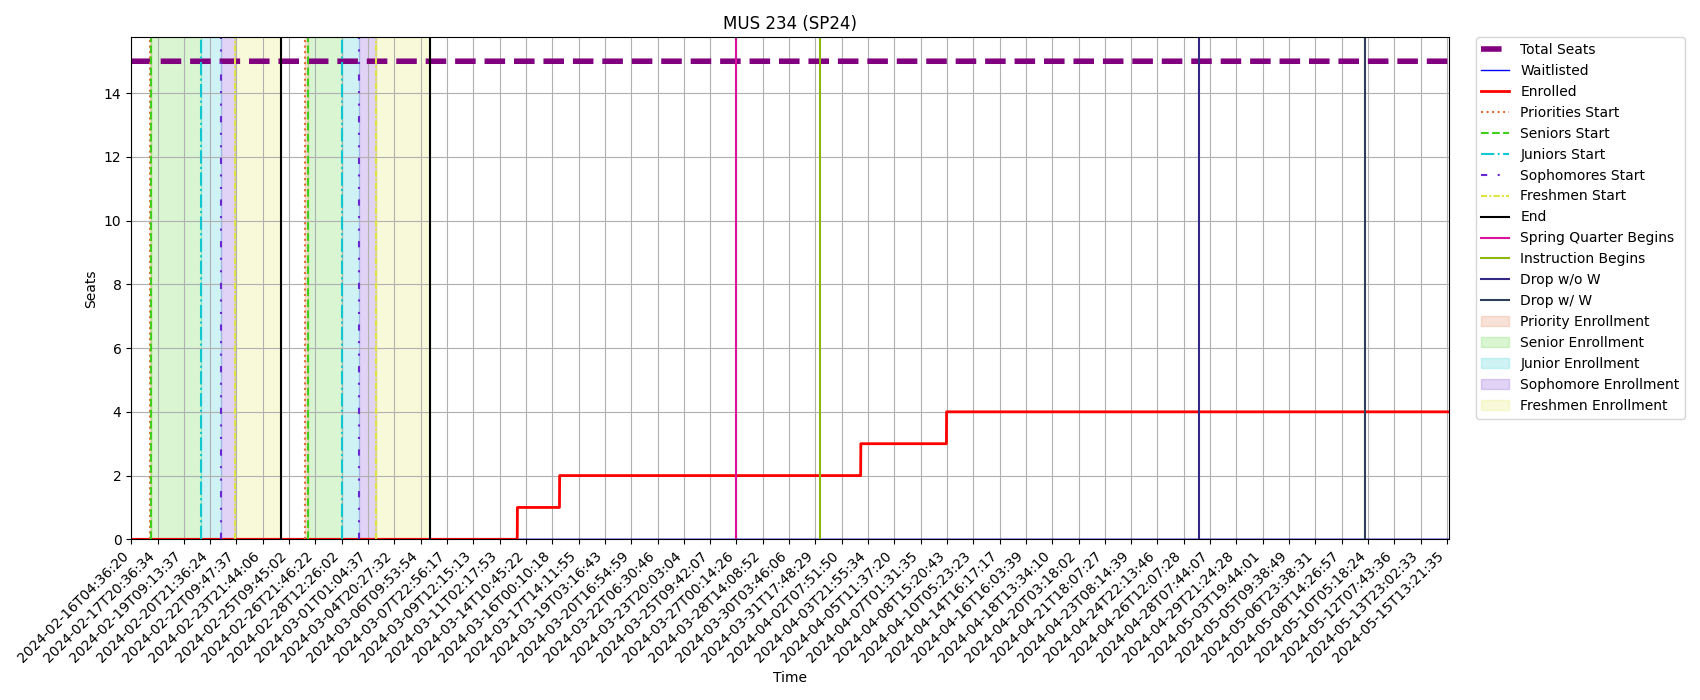 MUS 234 (SP24)
Seats
14
12
10
8
6
4
2
0
2024-02-16T04:36:20
2024-02-17T20:36:34
2024-02-19T09:13:37
2024-02-20T21:36:24
2024-02-22T09:47:37
2024-02-23T21:44:06
2024-02-25T09:45:02
2024-02-26T21:46:22
2024-02-28T12:26:02
2024-03-01T01:04:37
2024-03-04T20:27:32
2024-03-06T09:53:54
2024-03-07T22:56:17
2024-03-09T12:15:13
2024-03-11T02:17:53
2024-03-14T10:45:22
2024-03-16T00:10:18
2024-03-17T14:11:55
2024-03-19T03:16:43
2024-03-20T16:54:59
2024-03-22T06:30:46
2024-03-23T20:03:04
2024-03-25T09:42:07
2024-03-27T00:14:26
2024-03-28T14:08:52
2024-03-30T03:46:06
2024-03-31T17:48:29
2024-04-02T07:51:50
2024-04-03T21:55:34
2024-04-05T11:37:20
2024-04-07T01:31:35
2024-04-08T15:20:43
2024-04-10T05:23:23
2024-04-14T16:17:17
2024-04-16T16:03:39
2024-04-18T13:34:10
2024-04-20T03:18:02
2024-04-21T18:07:27
2024-04-23T08:14:39
2024-04-24T22:13:46
2024-04-26T12:07:28
2024-04-28T07:44:07
2024-04-29T21:24:28
2024-05-03T19:44:01
2024-05-05T09:38:49
2024-05-06T23:38:31
2024-05-08T14:26:57
2024-05-10T05:18:24
2024-05-12T07:43:36
2024-05-13T23:02:33
2024-05-15T13:21:35
Time
Total Seats
Waitlisted
Enrolled
Priorities Start
Seniors Start
Juniors Start
Sophomores Start
Freshmen Start
End
Spring Quarter Begins
Instruction Begins
Drop w/o W
Drop w/ W
Priority Enrollment
Senior Enrollment
Junior Enrollment
Sophomore Enrollment
Freshmen Enrollment